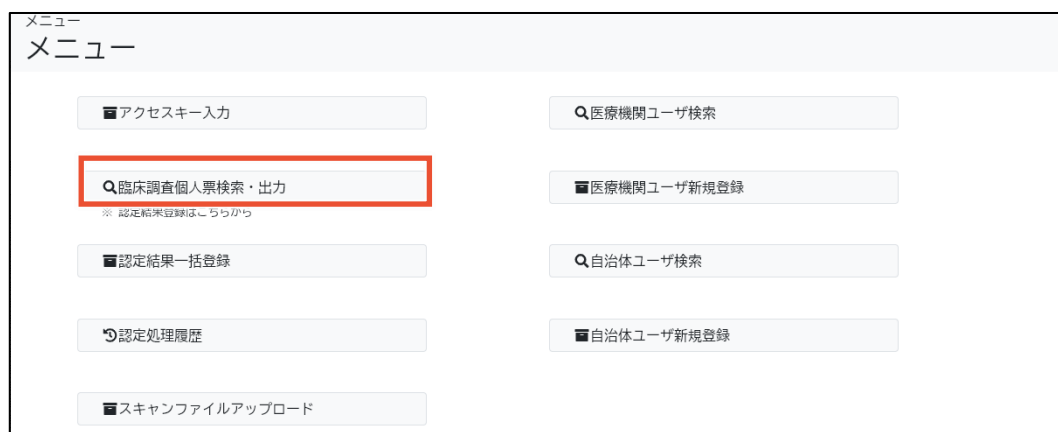 メニュー
メニュー
アクセスキー入力
臨床調査個人票検索・出力
※ 認定結果登録はこちらから
認定結果一括登録
認定処理履歴
スキャンファイルアップロード
医療機関ユーザ検索
医療機関ユーザ新規登録
自治体ユーザ検索
自治体ユーザ新規登録